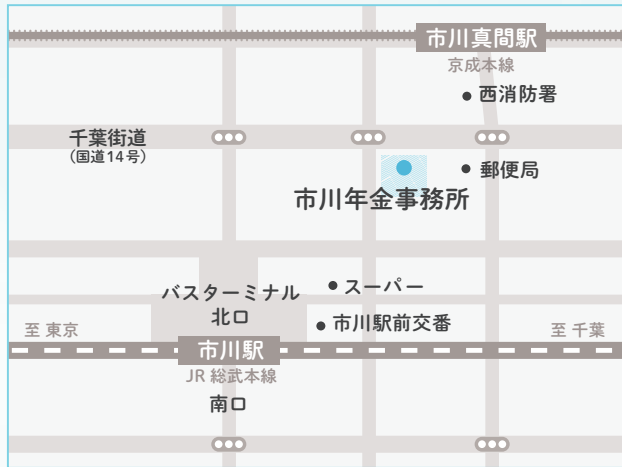 市川真間駅
京成本線
西消防署
千葉街道
(国道14号)
郵便局
市川年金事務所
スーパー
バスターミナル
北口
市川駅前交番
至 東京
至 千葉
市川駅
JR 総武本線
南口